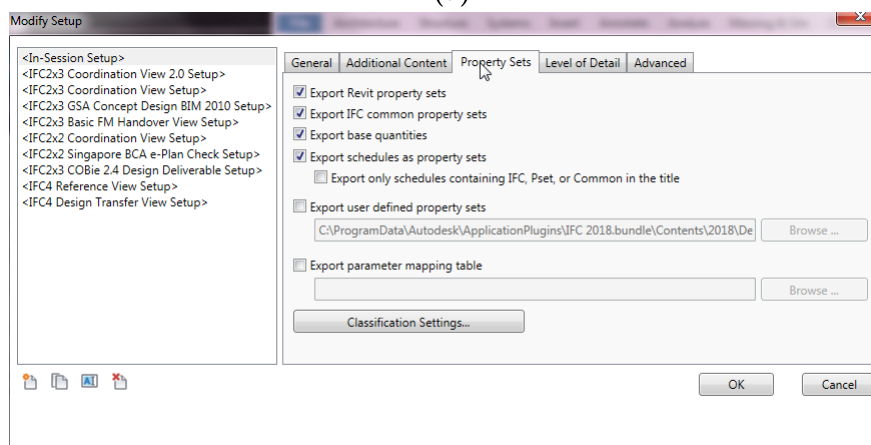 Modify Setup
<In-Session Setup>
<IFC2x3 Coordination View 2.0 Setup>
<IFC2x3 Coordination View Setup>
<IFC2x3 GSA Concept Design BIM 2010 Setup>
<IFC2x3 Basic FM Handover View Setup>
<IFC2x2 Coordination View Setup>
<IFC2x2 Singapore BCA e-Plan Check Setup>
<IFC2x3 COBie 2.4 Design Deliverable Setup>
<IFC4 Reference View Setup>
<IFC4 Design Transfer View Setup>
General Additional Content Property Sets Level of Detail Advanced
Export Revit property sets
Export IFC common property sets
Export base quantities
Export schedules as property sets
Export only schedules containing IFC, Pset, or Common in the title
Export user defined property sets
C:\ProgramData\Autodesk\ApplicationPlugins\IFC 2018.bundle\Contents\2018\De Browse ...
Export parameter mapping table
Browse ...
Classification Settings...
OK Cancel